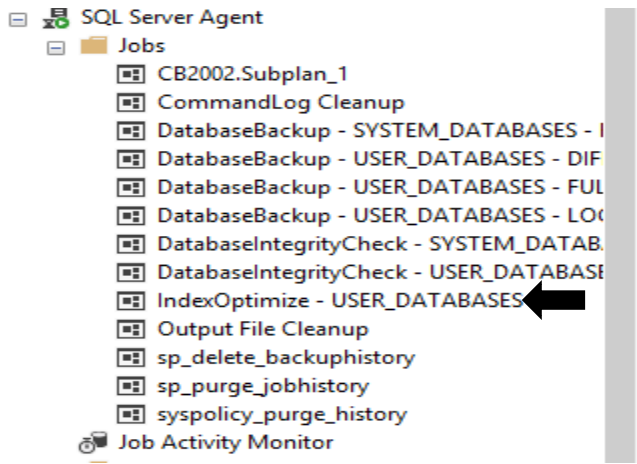 SQL Server Agent
Jobs
CB2002.Subplan_1
CommandLog Cleanup
DatabaseBackup - SYSTEM_DATABASES -
DatabaseBackup - USER_DATABASES - DIF
DatabaseBackup - USER_DATABASES - FUL
DatabaseBackup - USER_DATABASES - LO
DatabaseIntegrityCheck - SYSTEM_DATAB
DatabaseIntegrityCheck - USER_DATABASE
IndexOptimize - USER_DATABASES
Output File Cleanup
sp_delete_backuphistory
sp_purge_jobhistory
syspolicy_purge_history
Job Activity Monitor